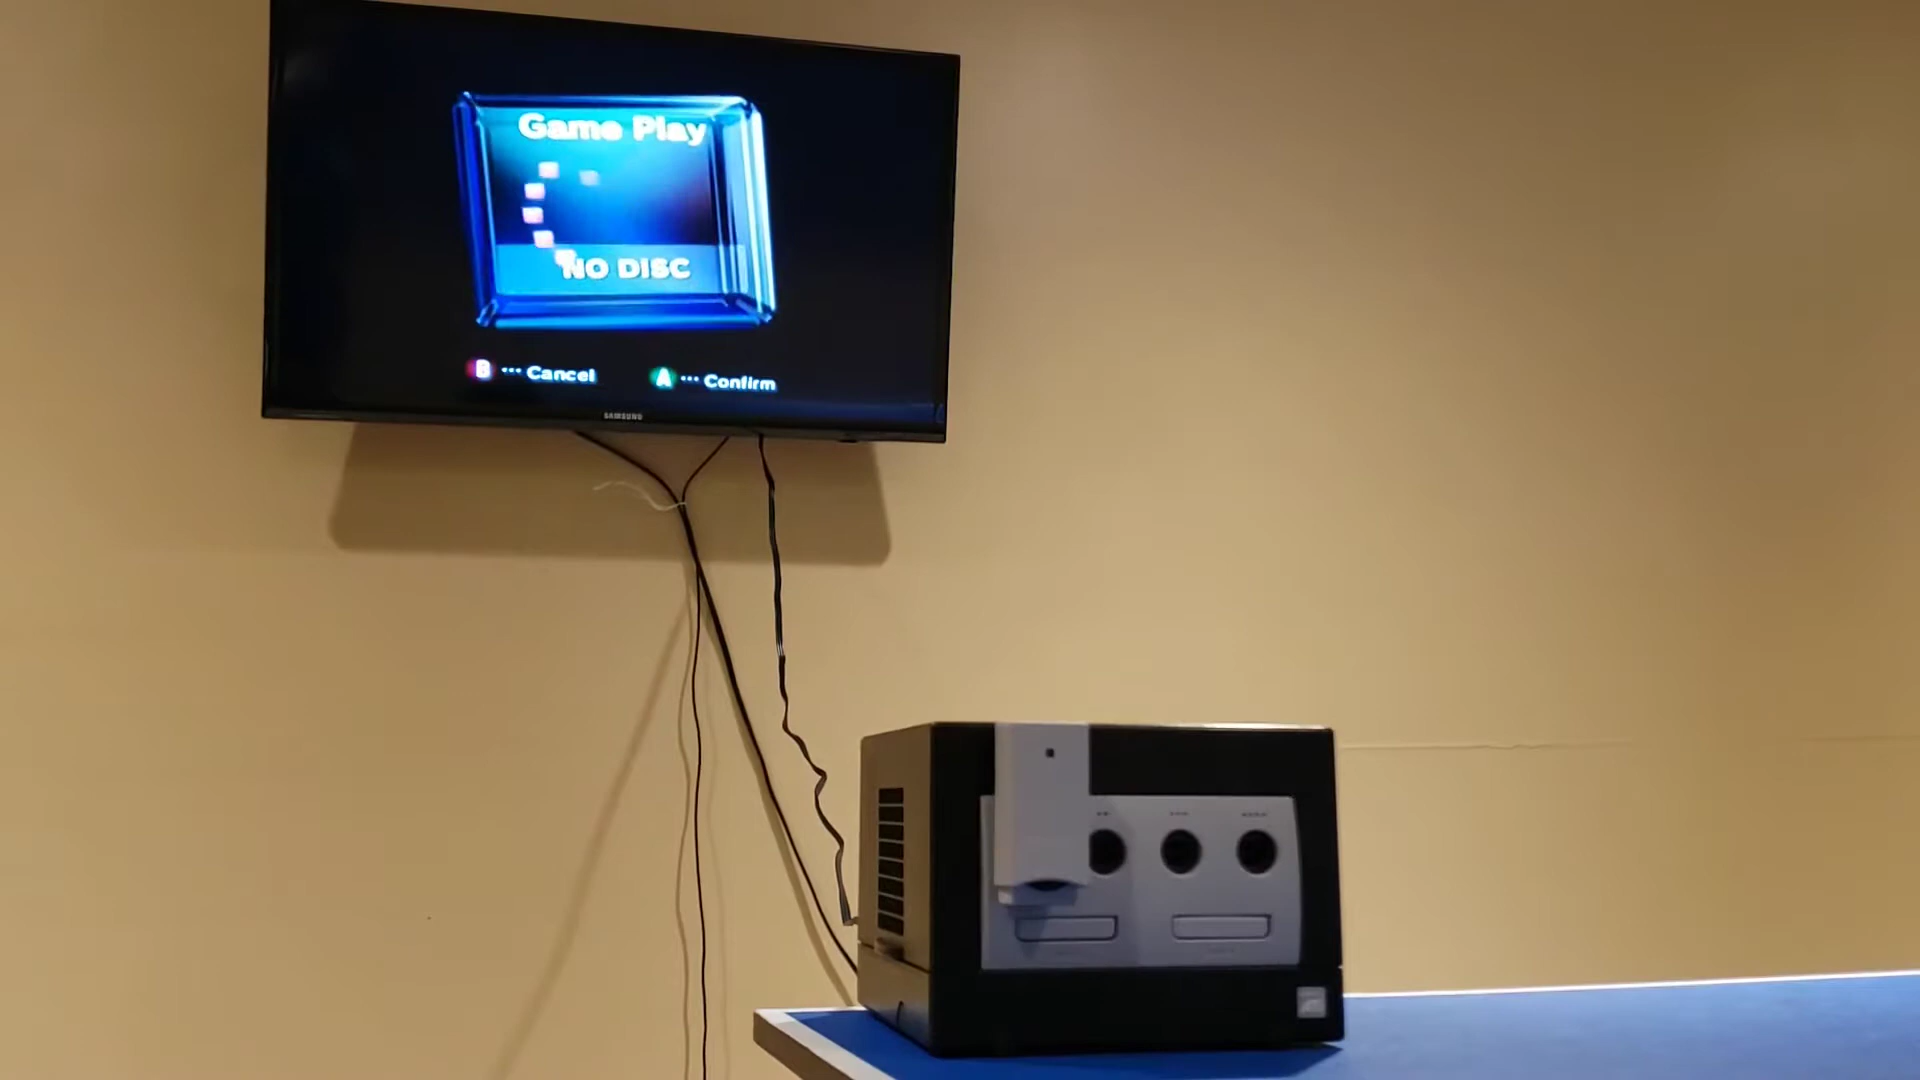 Game Play
NO DISC
B ··· Cancel
A ··· Confirm
SAMSUNG